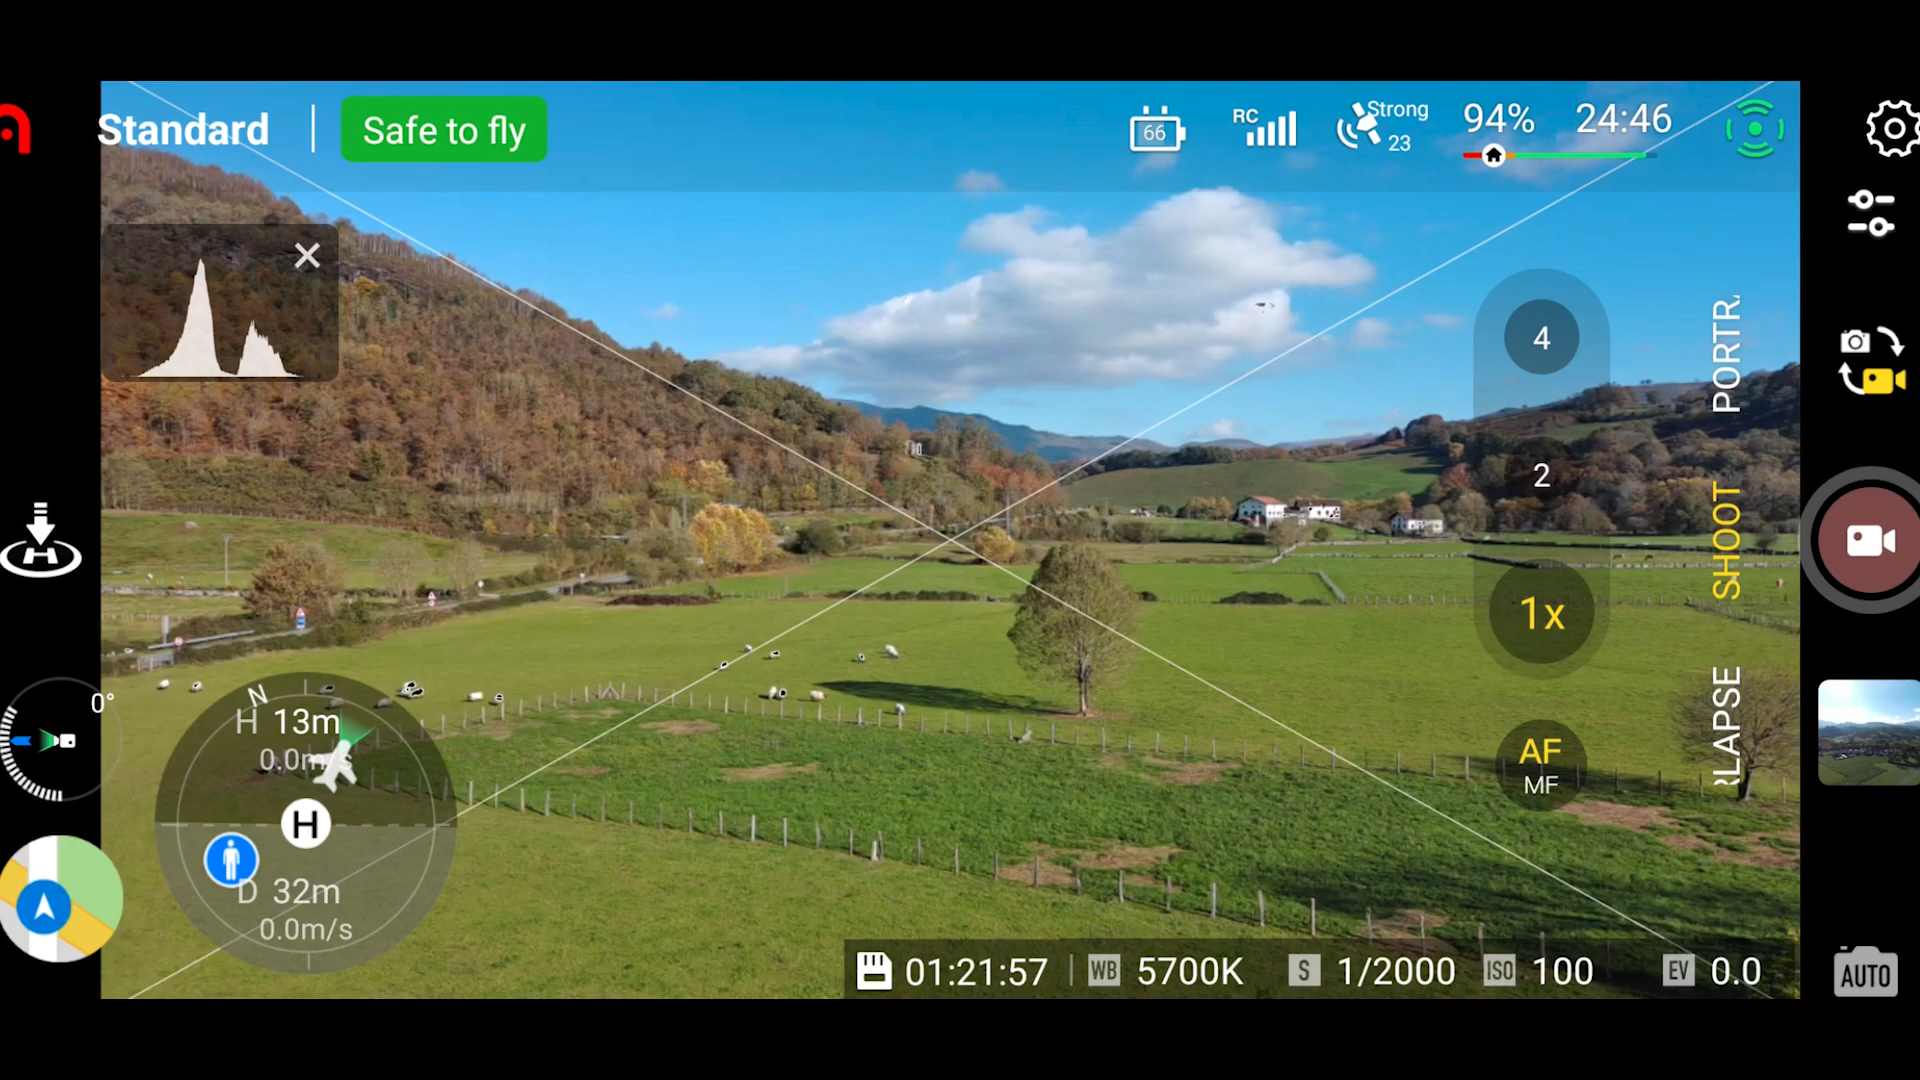 Standard
Safe to fly
66
RC
Strong
23
94%
24:46
4
2
1x
AF
MF
PORTR
SHOOT
LAPSE
0°
N
H 13m
0.0m/s
H
D 32m
0.0m/s
01:21:57
WB 5700K
S 1/2000
ISO 100
EV 0.0
AUTO
H